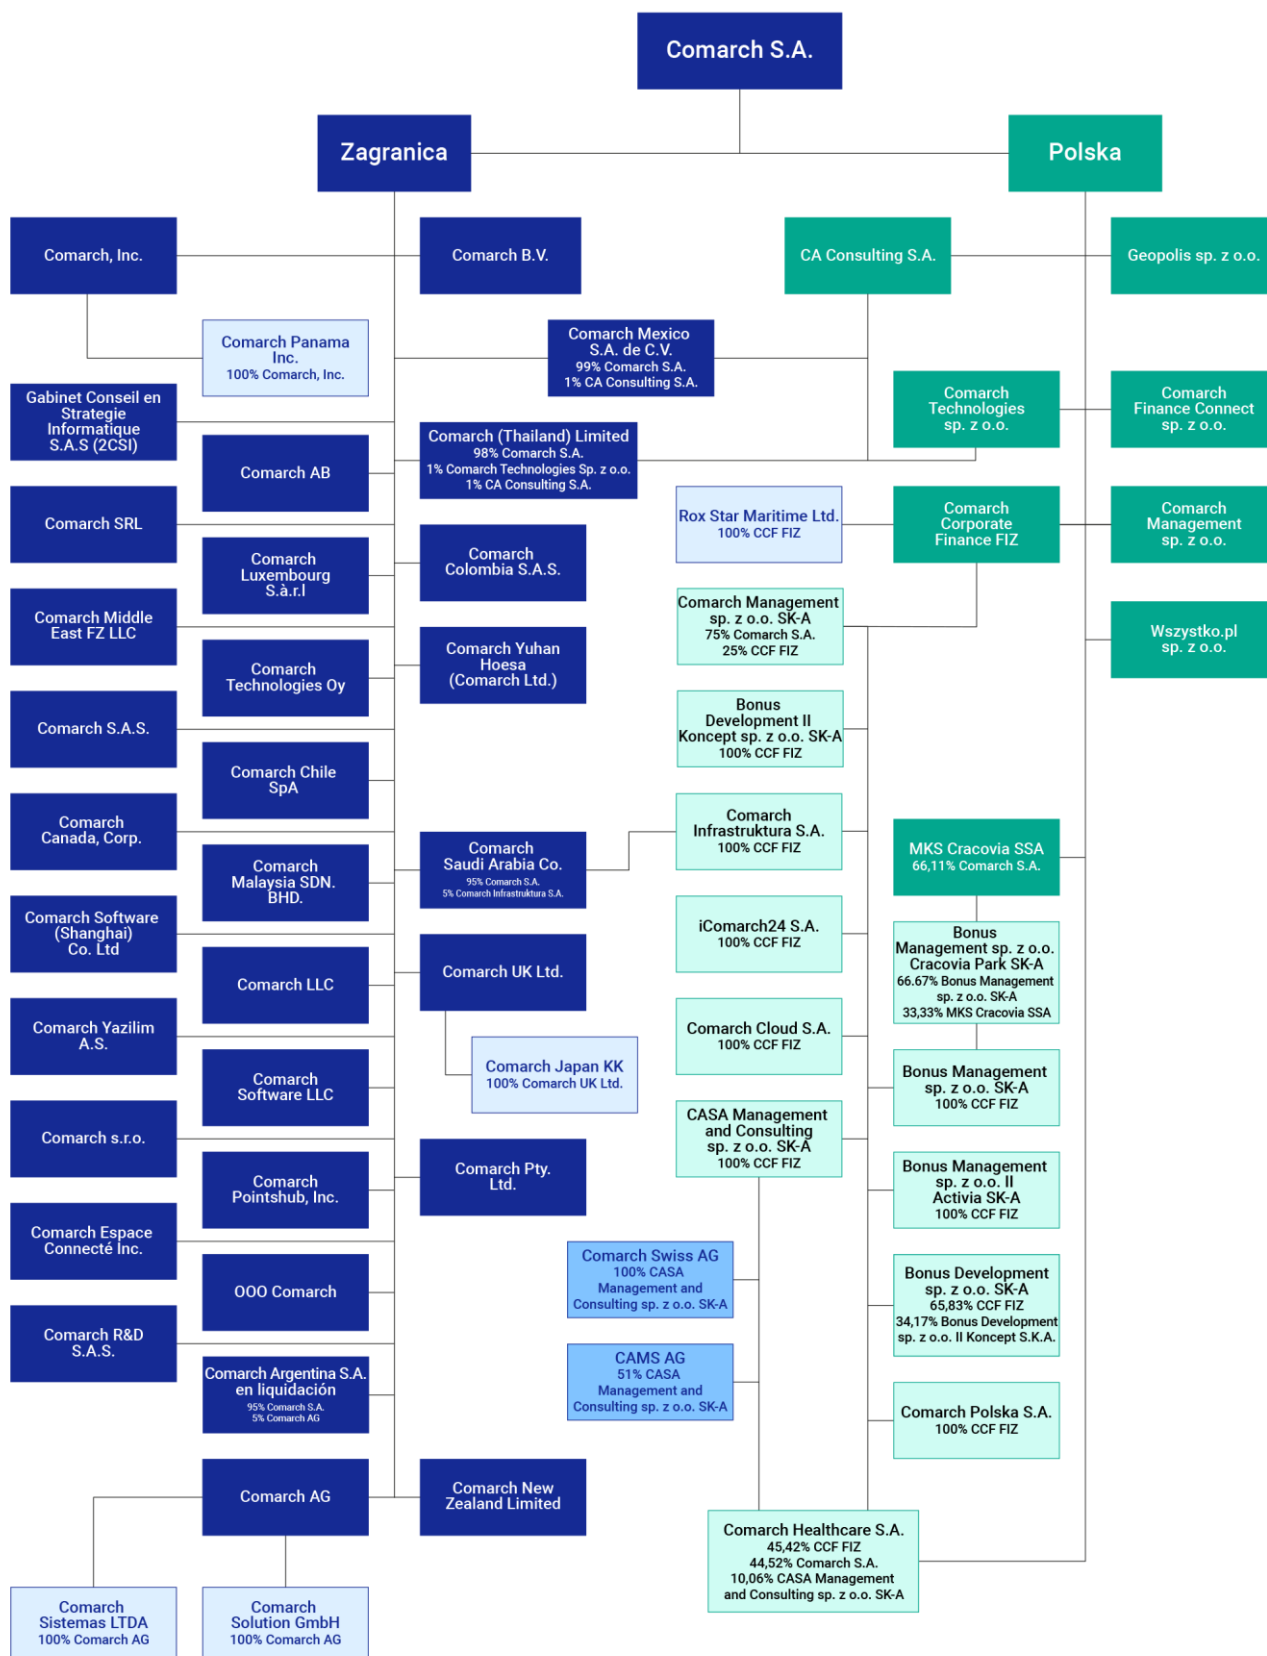 Comarch S.A.
Zagranica
Polska
Comarch, Inc.
Comarch B.V.
CA Consulting S.A.
Geopolis sp. z o.o.
Comarch Panama
Inc.
100% Comarch, Inc.
Comarch Mexico
S.A. de C.V.
99% Comarch S.A.
1% CA Consulting S.A.
Gabinet Conseil en
Strategie
Informatique
S.A.S (2CSI)
Comarch
Technologies
sp. z o.o.
Comarch
Finance Connect
sp. z o.o.
Comarch AB
Comarch (Thailand) Limited
98% Comarch S.A.
1% Comarch Technologies Sp. z o.o.
1% CA Consulting S.A.
Comarch SRL
Rox Star Maritime Ltd.
100% CCF FIZ
Comarch
Corporate
Finance FIZ
Comarch
Management
sp. z o.o.
Comarch
Luxembourg
S.à.r.l
Comarch
Colombia S.A.S.
Comarch Middle
East FZ LLC
Comarch Management
sp. z o.o. SK-A
75% Comarch S.A.
25% CCF FIZ
Wszystko.pl
sp. z o.o.
Comarch
Technologies Oy
Comarch Yuhan
Hoesa
(Comarch Ltd.)
Comarch S.A.S.
Bonus
Development II
Koncept sp. z o.o. SK-A
100% CCF FIZ
Comarch Chile
SpA
Comarch
Canada, Corp.
Comarch
Saudi Arabia Co.
95% Comarch S.A.
5% Comarch Infrastruktura S.A.
Comarch
Infrastruktura S.A.
100% CCF FIZ
MKS Cracovia SSA
66,11% Comarch S.A.
Comarch
Malaysia SDN.
BHD.
Comarch Software
(Shanghai)
Co. Ltd
iComarch24 S.A.
100% CCF FIZ
Bonus
Management sp. z o.o.
Cracovia Park SK-A
66.67% Bonus Management
sp. z o.o. SK-A
33,33% MKS Cracovia SSA
Comarch LLC
Comarch UK Ltd.
Comarch Yazilim
A.S.
Comarch Cloud S.A.
100% CCF FIZ
Comarch
Software LLC
Comarch Japan KK
100% Comarch UK Ltd.
Bonus Management
sp. z o.o. SK-A
100% CCF FIZ
Comarch s.r.o.
CASA Management
and Consulting
sp. z o.o. SK-A
100% CCF FIZ
Comarch
Pointshub, Inc.
Comarch Pty.
Ltd.
Bonus Management
sp. z o.o. II
Activia SK-A
100% CCF FIZ
Comarch Espace
Connecté Inc.
Comarch Swiss AG
100% CASA
Management and
Consulting sp. z o.o. SK-A
OOO Comarch
Bonus Development
sp. z o.o. SK-A
65,83% CCF FIZ
34,17% Bonus Development
sp. z o.o. II Koncept S.K.A.
Comarch R&D
S.A.S.
CAMS AG
51% CASA
Management and
Consulting sp. z o.o. SK-A
Comarch Argentina S.A.
en liquidación
95% Comarch S.A.
5% Comarch AG
Comarch Polska S.A.
100% CCF FIZ
Comarch AG
Comarch New
Zealand Limited
Comarch Healthcare S.A.
45,42% CCF FIZ
44,52% Comarch S.A.
10,06% CASA Management
and Consulting sp. z o.o. SK-A
Comarch
Sistemas LTDA
100% Comarch AG
Comarch
Solution GmbH
100% Comarch AG